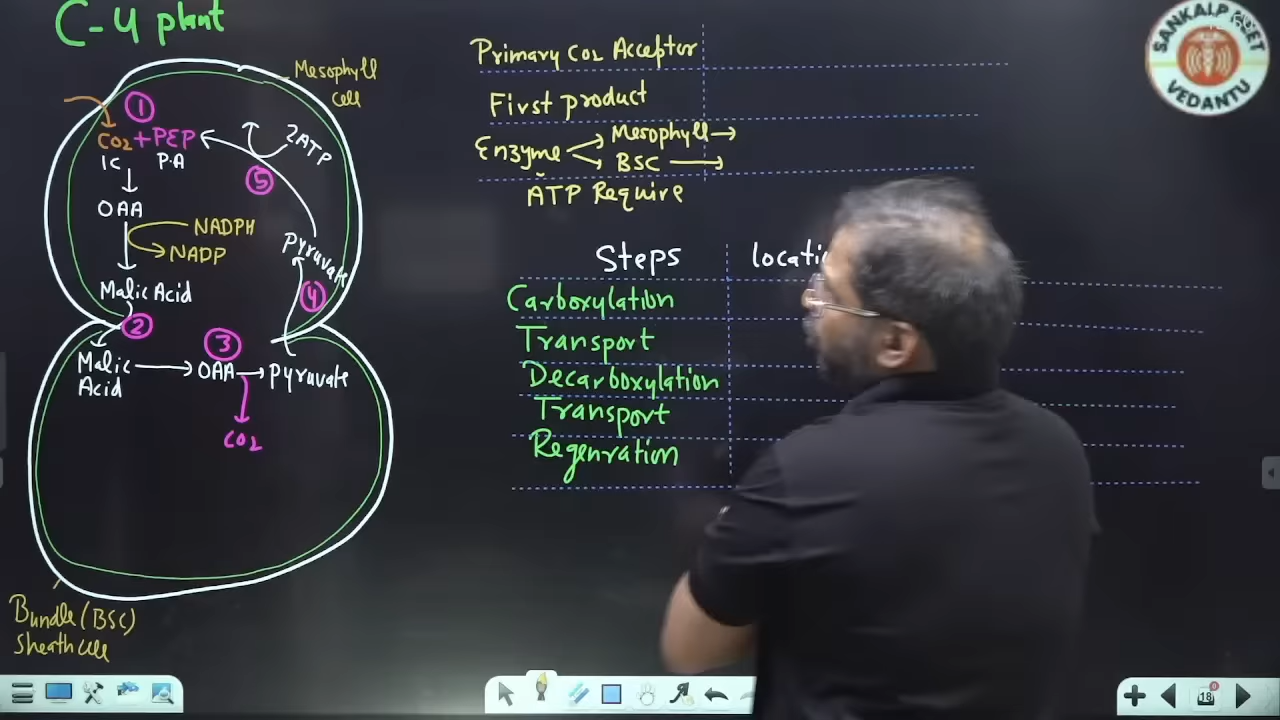 C-4 plant
Mesophyll
cell
1
CO2 + PEP
1C P.A
2ATP
5
OAA
NADPH
NADP
Pyruvate
Malic Acid
4
2
3
Malic
Acid
OAA
Pyruvate
CO2
Bundle (BSC)
Sheath cell
Primary CO2 Acceptor
First product
Enzyme
Mesophyll
BSC
ATP Require
Steps
Carboxylation
Transport
Decarboxylation
Transport
Regenration
VEDANTU
18